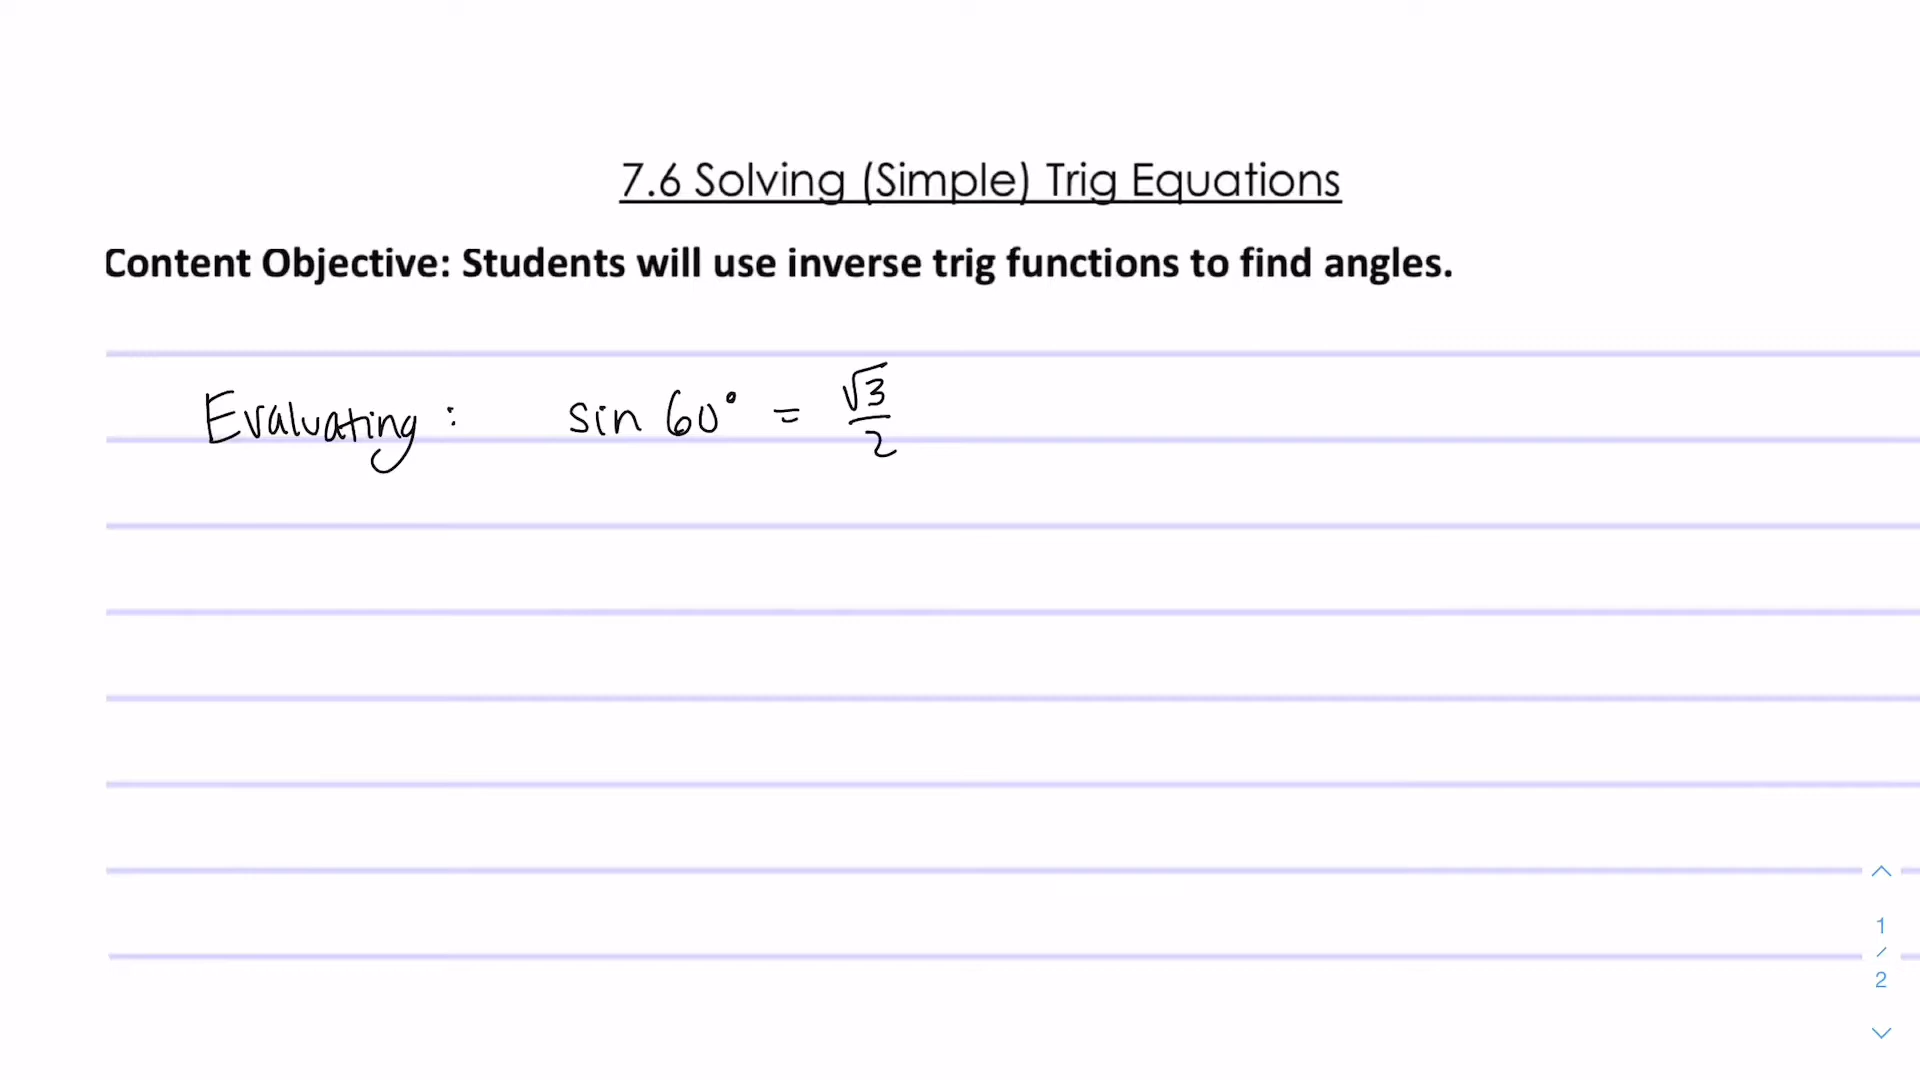 7.6 Solving (Simple) Trig Equations
Content Objective: Students will use inverse trig functions to find angles.
Evaluating: sin 60° = √3/2
1
/
2